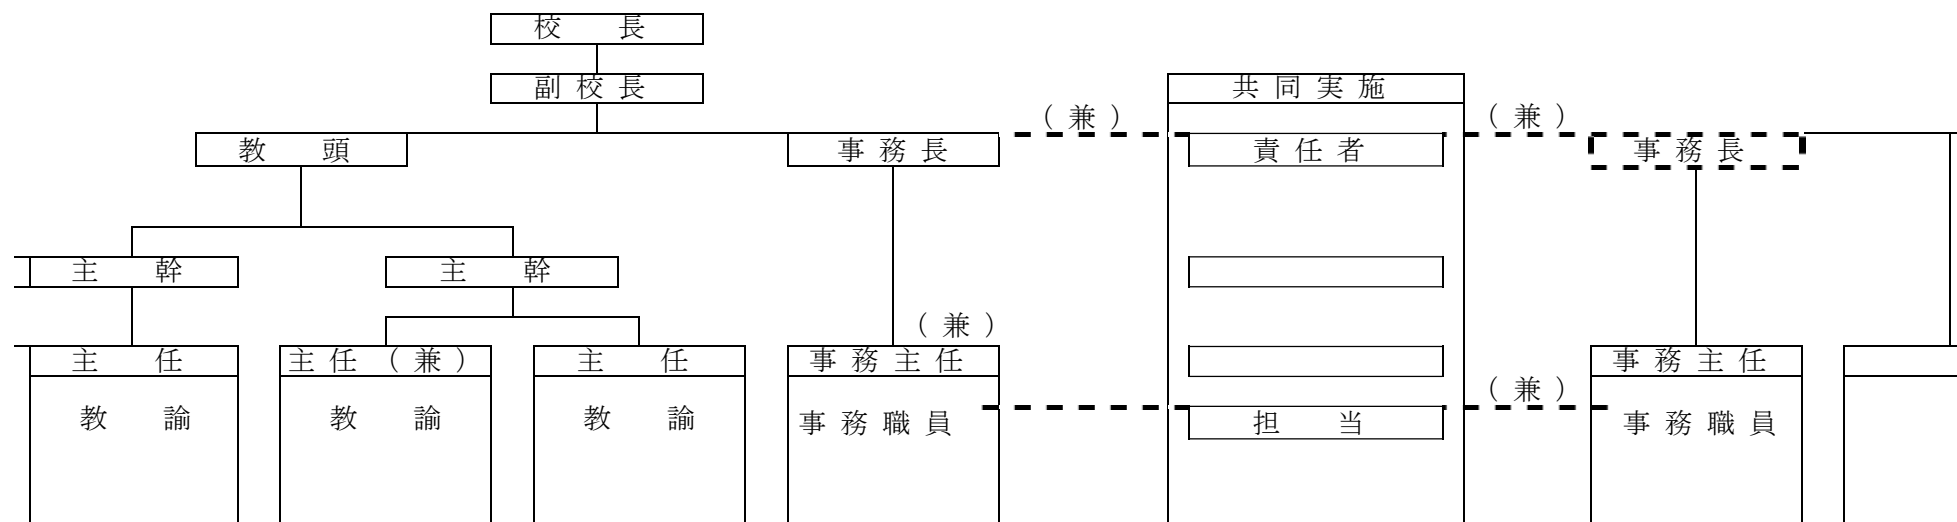 校　長
副校長
共同実施
（兼）
（兼）
教　頭
事務長
責任者
事務長
主　幹
主　幹
（兼）
主　任
主任（兼）
主　任
事務主任
事務主任
（兼）
教　諭
教　諭
教　諭
事務職員
担　当
事務職員